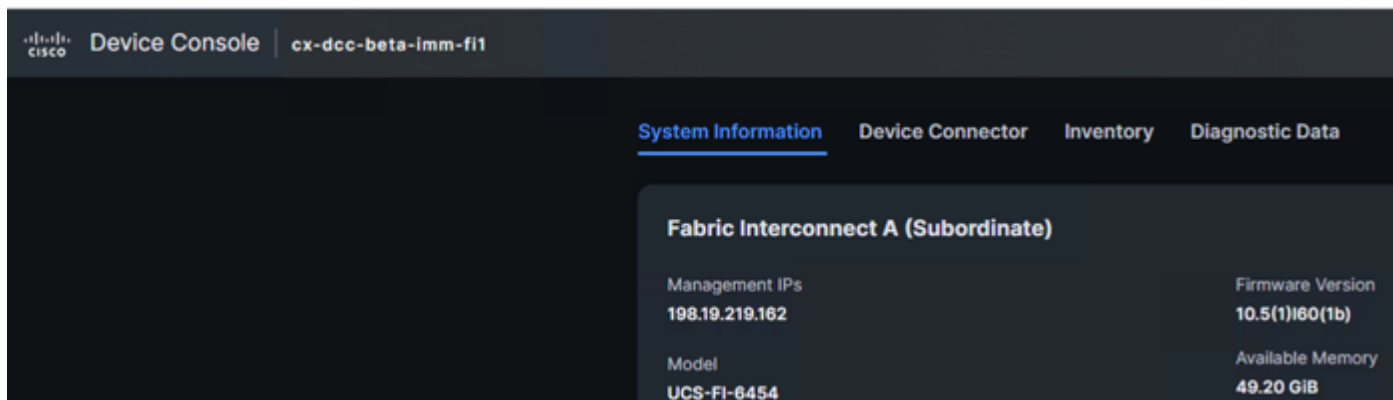 CISCO Device Console cx-dcc-beta-imm-fi1
System Information Device Connector Inventory Diagnostic Data
Fabric Interconnect A (Subordinate)
Management IPs Firmware Version
198.19.219.162 10.5(1)I60(1b)
Model Available Memory
UCS-FI-6454 49.20 GiB